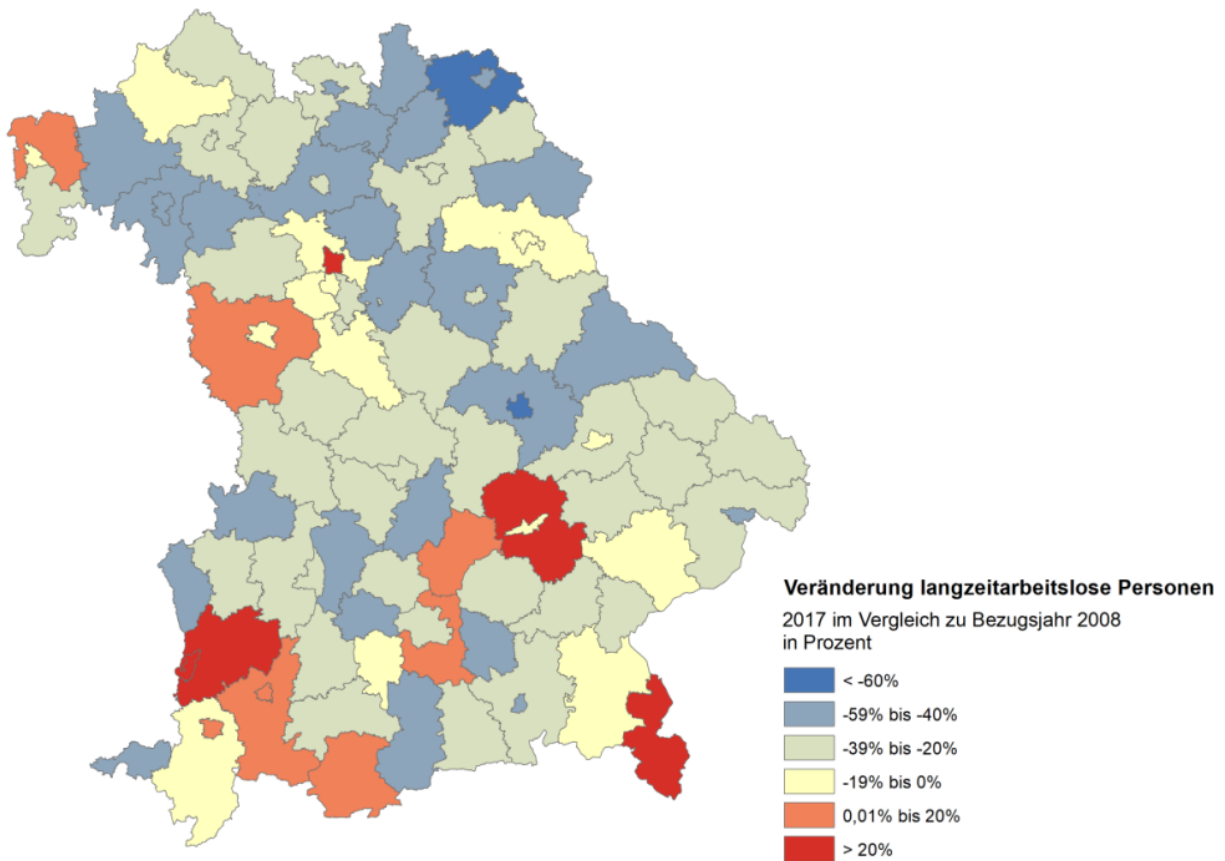 Veränderung langzeitarbeitslose Personen
2017 im Vergleich zu Bezugsjahr 2008
in Prozent
< -60%
-59% bis -40%
-39% bis -20%
-19% bis 0%
0,01% bis 20%
> 20%